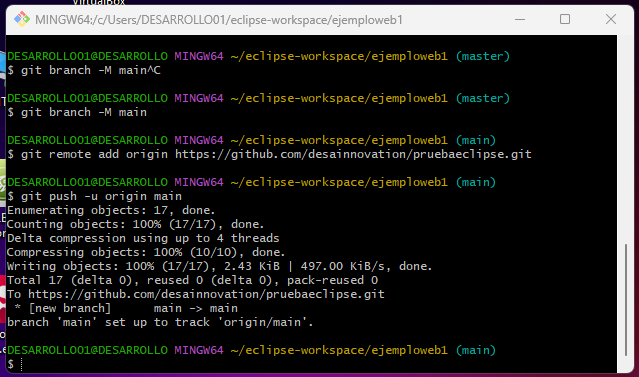 VirtualBox
MINGW64:/c/Users/DESARROLLO01/eclipse-workspace/ejemploweb1
DESARROLLO01@DESARROLLO MINGW64 ~/eclipse-workspace/ejemploweb1 (master)
$ git branch -M main^C
DESARROLLO01@DESARROLLO MINGW64 ~/eclipse-workspace/ejemploweb1 (master)
$ git branch -M main
DESARROLLO01@DESARROLLO MINGW64 ~/eclipse-workspace/ejemploweb1 (main)
$ git remote add origin https://github.com/desainnovation/pruebaeclipse.git
DESARROLLO01@DESARROLLO MINGW64 ~/eclipse-workspace/ejemploweb1 (main)
$ git push -u origin main
Enumerating objects: 17, done.
Counting objects: 100% (17/17), done.
Delta compression using up to 4 threads
Compressing objects: 100% (10/10), done.
Writing objects: 100% (17/17), 2.43 KiB | 497.00 KiB/s, done.
Total 17 (delta 0), reused 0 (delta 0), pack-reused 0
To https://github.com/desainnovation/pruebaeclipse.git
 * [new branch]      main -> main
branch 'main' set up to track 'origin/main'.
DESARROLLO01@DESARROLLO MINGW64 ~/eclipse-workspace/ejemploweb1 (main)
$